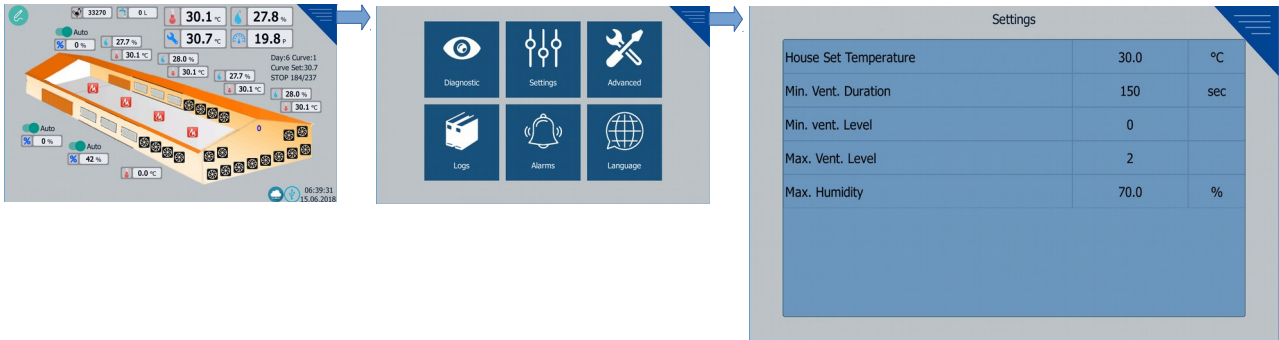 33270
0 L
30.1 °C
27.8 %
30.7 °C
19.8 P
Auto
% 0 %
27.7 %
30.1 °C
28.0 %
30.1 °C
27.7 %
30.1 °C
28.0 %
30.1 °C
Day:6 Curve:1
Curve Set:30.7
STOP 184/237
0
Auto
% 0 %
Auto
% 42 %
0.0 °C
06:39:31
15.06.2018
Diagnostic
Settings
Advanced
Logs
Alarms
Language
Settings
House Set Temperature 30.0 °C
Min. Vent. Duration 150 sec
Min. vent. Level 0
Max. Vent. Level 2
Max. Humidity 70.0 %